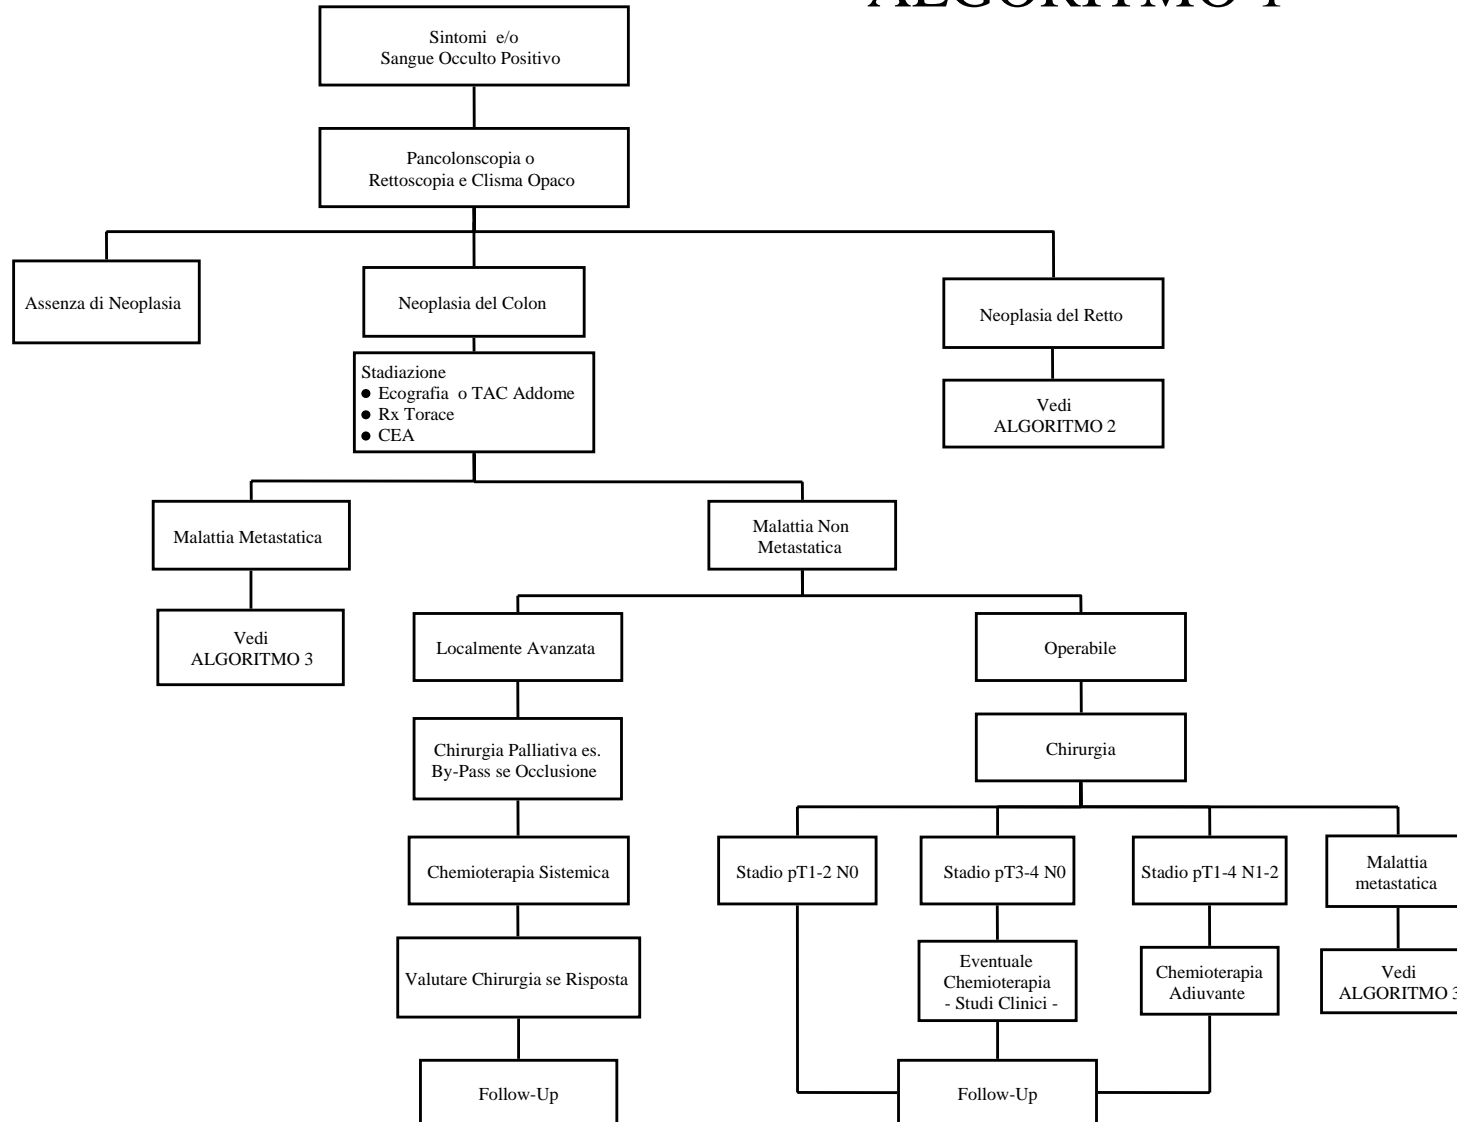 ALGORITMO 1
Sintomi e/o
Sangue Occulto Positivo
Pancolonscopia o
Rettoscopia e Clisma Opaco
Assenza di Neoplasia
Neoplasia del Colon
Neoplasia del Retto
Stadiazione
● Ecografia o TAC Addome
● Rx Torace
● CEA
Vedi
ALGORITMO 2
Malattia Metastatica
Malattia Non
Metastatica
Vedi
ALGORITMO 3
Localmente Avanzata
Operabile
Chirurgia Palliativa es.
By-Pass se Occlusione
Chirurgia
Chemioterapia Sistemica
Stadio pT1-2 N0
Stadio pT3-4 N0
Stadio pT1-4 N1-2
Malattia
metastatica
Valutare Chirurgia se Risposta
Eventuale
Chemioterapia
- Studi Clinici -
Chemioterapia
Adiuvante
Vedi
ALGORITMO 3
Follow-Up
Follow-Up